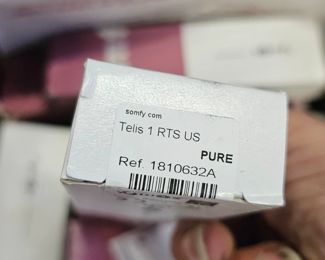 somfy.com
Telis 1 RTS US
PURE
Ref. 1810632A